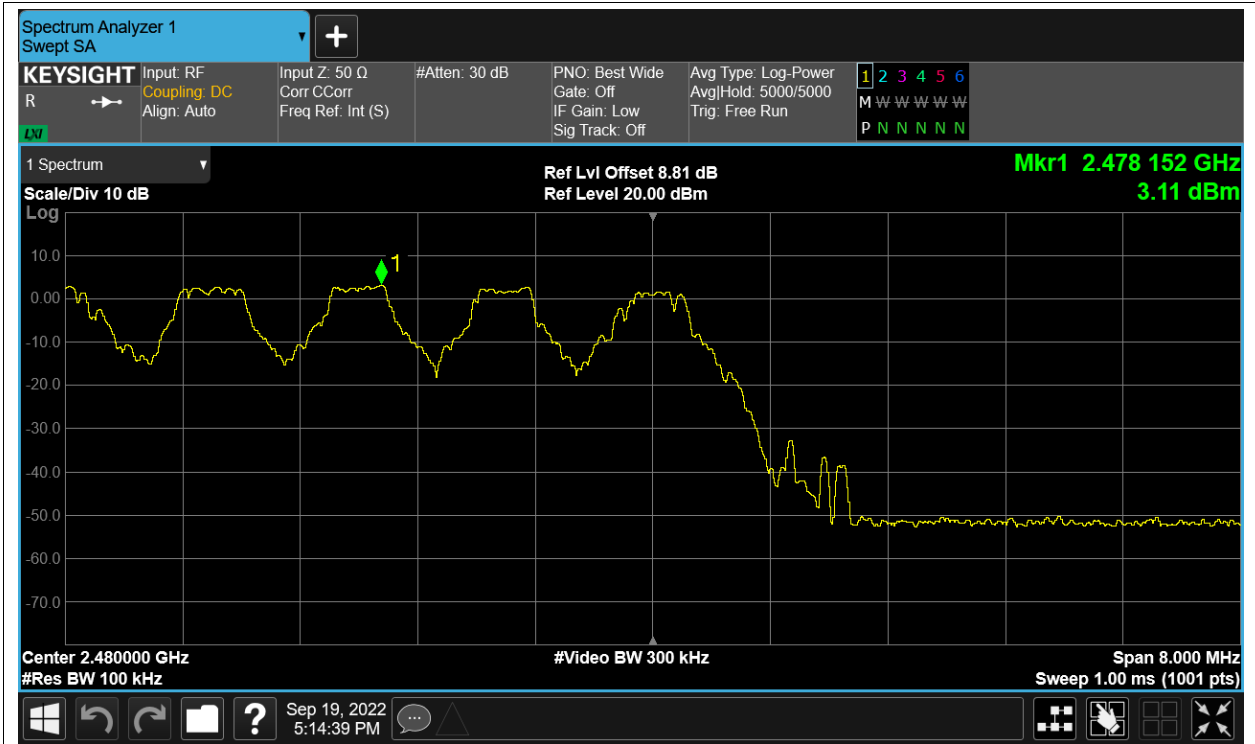 Spectrum Analyzer 1
Swept SA
KEYSIGHT
R
LXI
Input: RF
Coupling: DC
Align: Auto
Input Z: 50 Ω
Corr CCorr
Freq Ref: Int (S)
#Atten: 30 dB
PNO: Best Wide
Gate: Off
IF Gain: Low
Sig Track: Off
Avg Type: Log-Power
Avg|Hold: 5000/5000
Trig: Free Run
1 2 3 4 5 6
M W W W W W
P N N N N N
1 Spectrum
Scale/Div 10 dB
Log
Ref Lvl Offset 8.81 dB
Ref Level 20.00 dBm
Mkr1 2.478 152 GHz
3.11 dBm
10.0
0.00
-10.0
-20.0
-30.0
-40.0
-50.0
-60.0
-70.0
1
Center 2.480000 GHz
#Res BW 100 kHz
#Video BW 300 kHz
Span 8.000 MHz
Sweep 1.00 ms (1001 pts)
?
Sep 19, 2022
5:14:39 PM